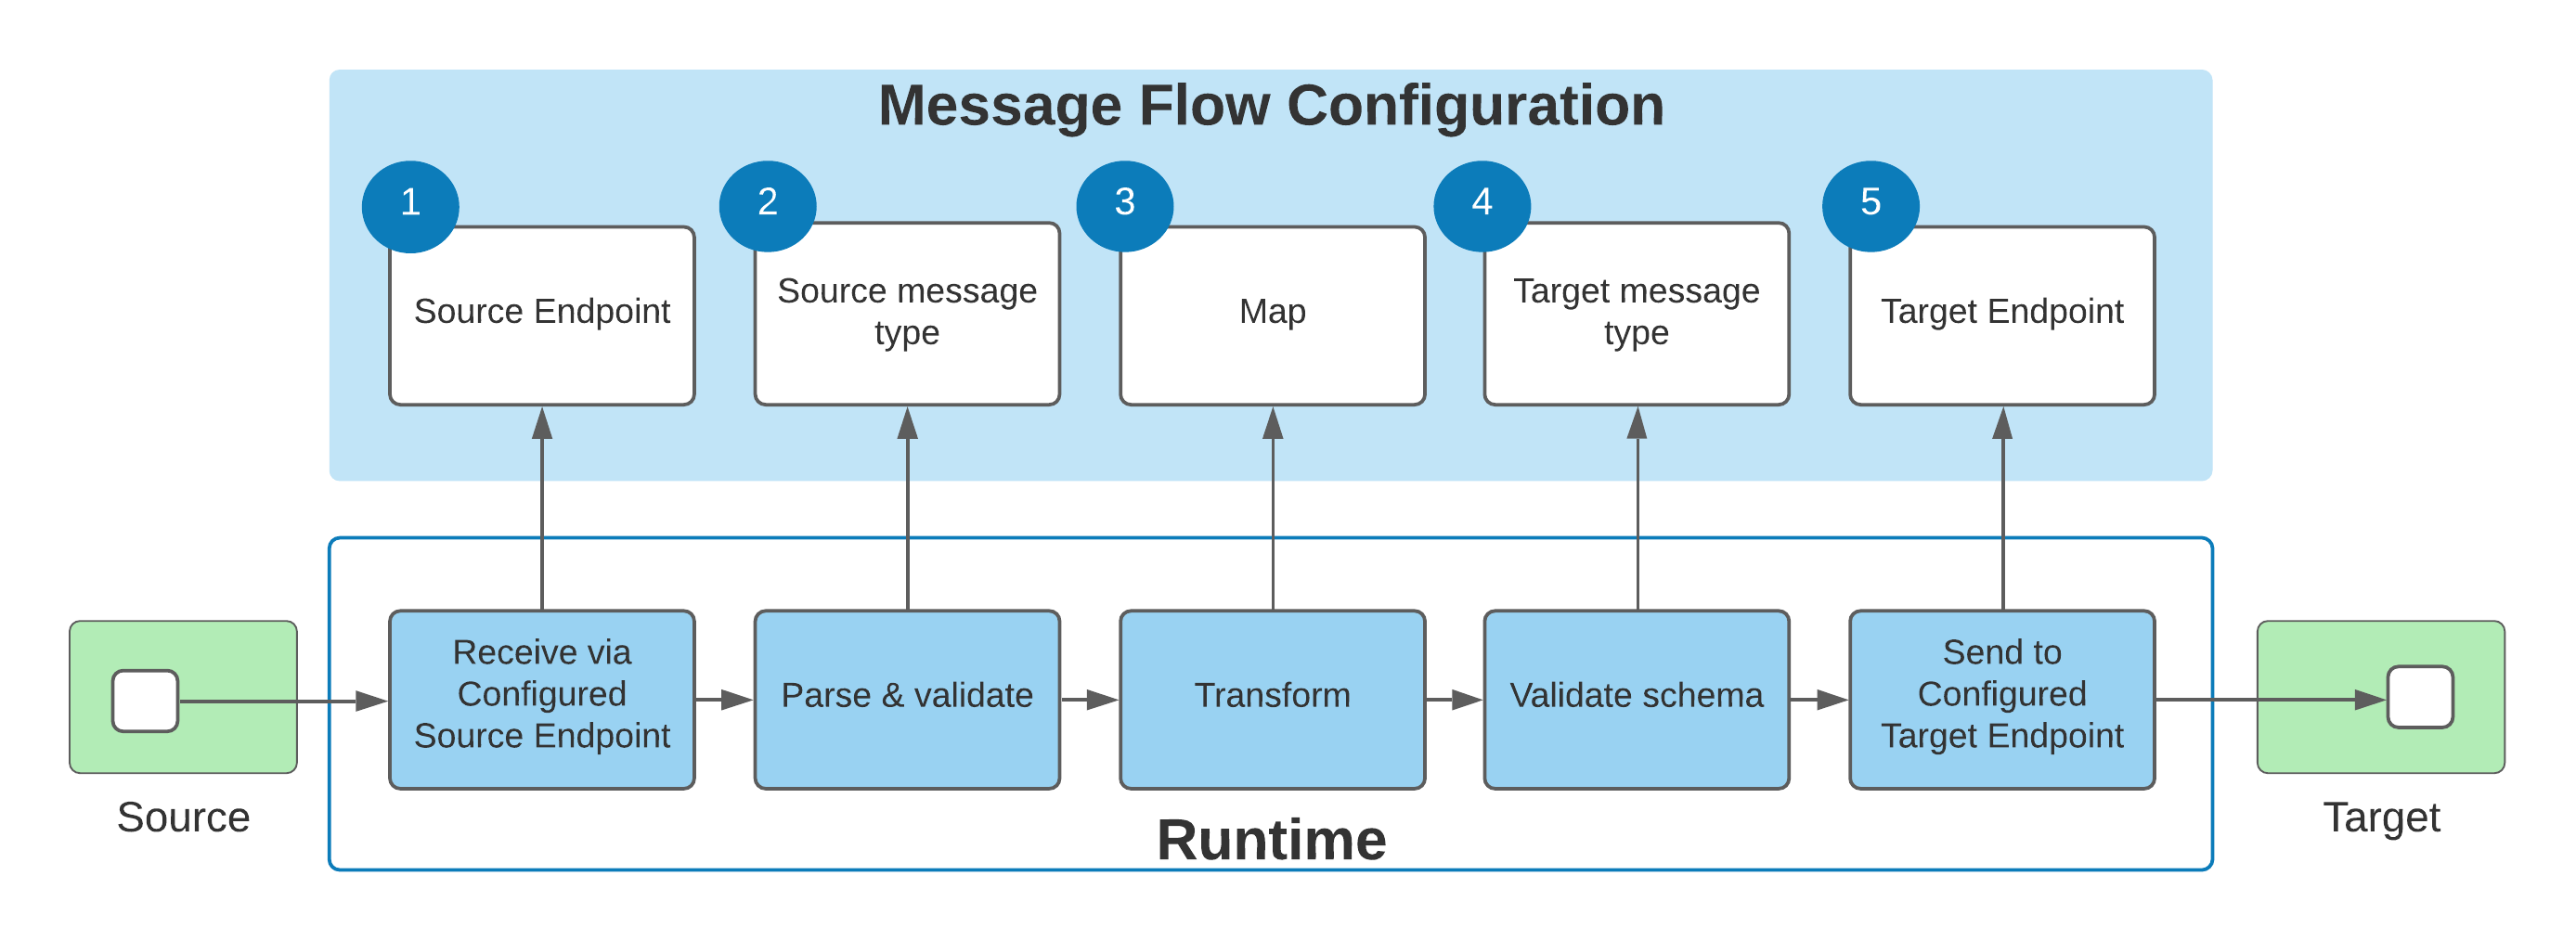 Message Flow Configuration
1
2
3
4
5
Source Endpoint
Source message
type
Map
Target message
type
Target Endpoint
Receive via
Configured
Source Endpoint
Parse & validate
Transform
Validate schema
Send to
Configured
Target Endpoint
Source
Target
Runtime